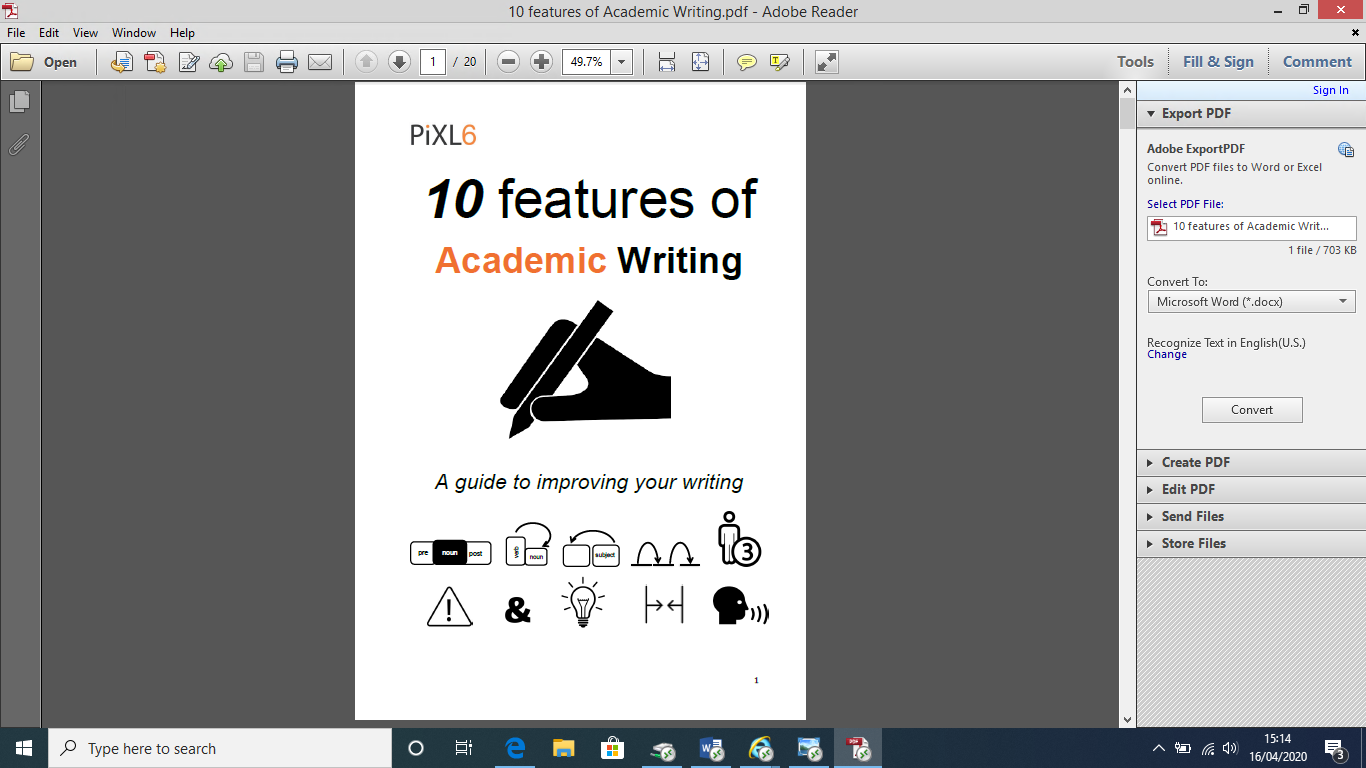 10 features of Academic Writing.pdf - Adobe Reader
File Edit View Window Help
Open 1 / 20 49.7% Tools Fill & Sign Comment
Sign In
Export PDF
Adobe ExportPDF
Convert PDF files to Word or Excel
online.
Select PDF File:
10 features of Academic Writ...
1 file / 703 KB
Convert To:
Microsoft Word (*.docx)
Recognize Text in English(U.S.)
Change
Convert
Create PDF
Edit PDF
Send Files
Store Files
PiXL6
10 features of
Academic Writing
A guide to improving your writing
pre noun post verb noun subject 3
! &
1
Type here to search
15:14
16/04/2020
3